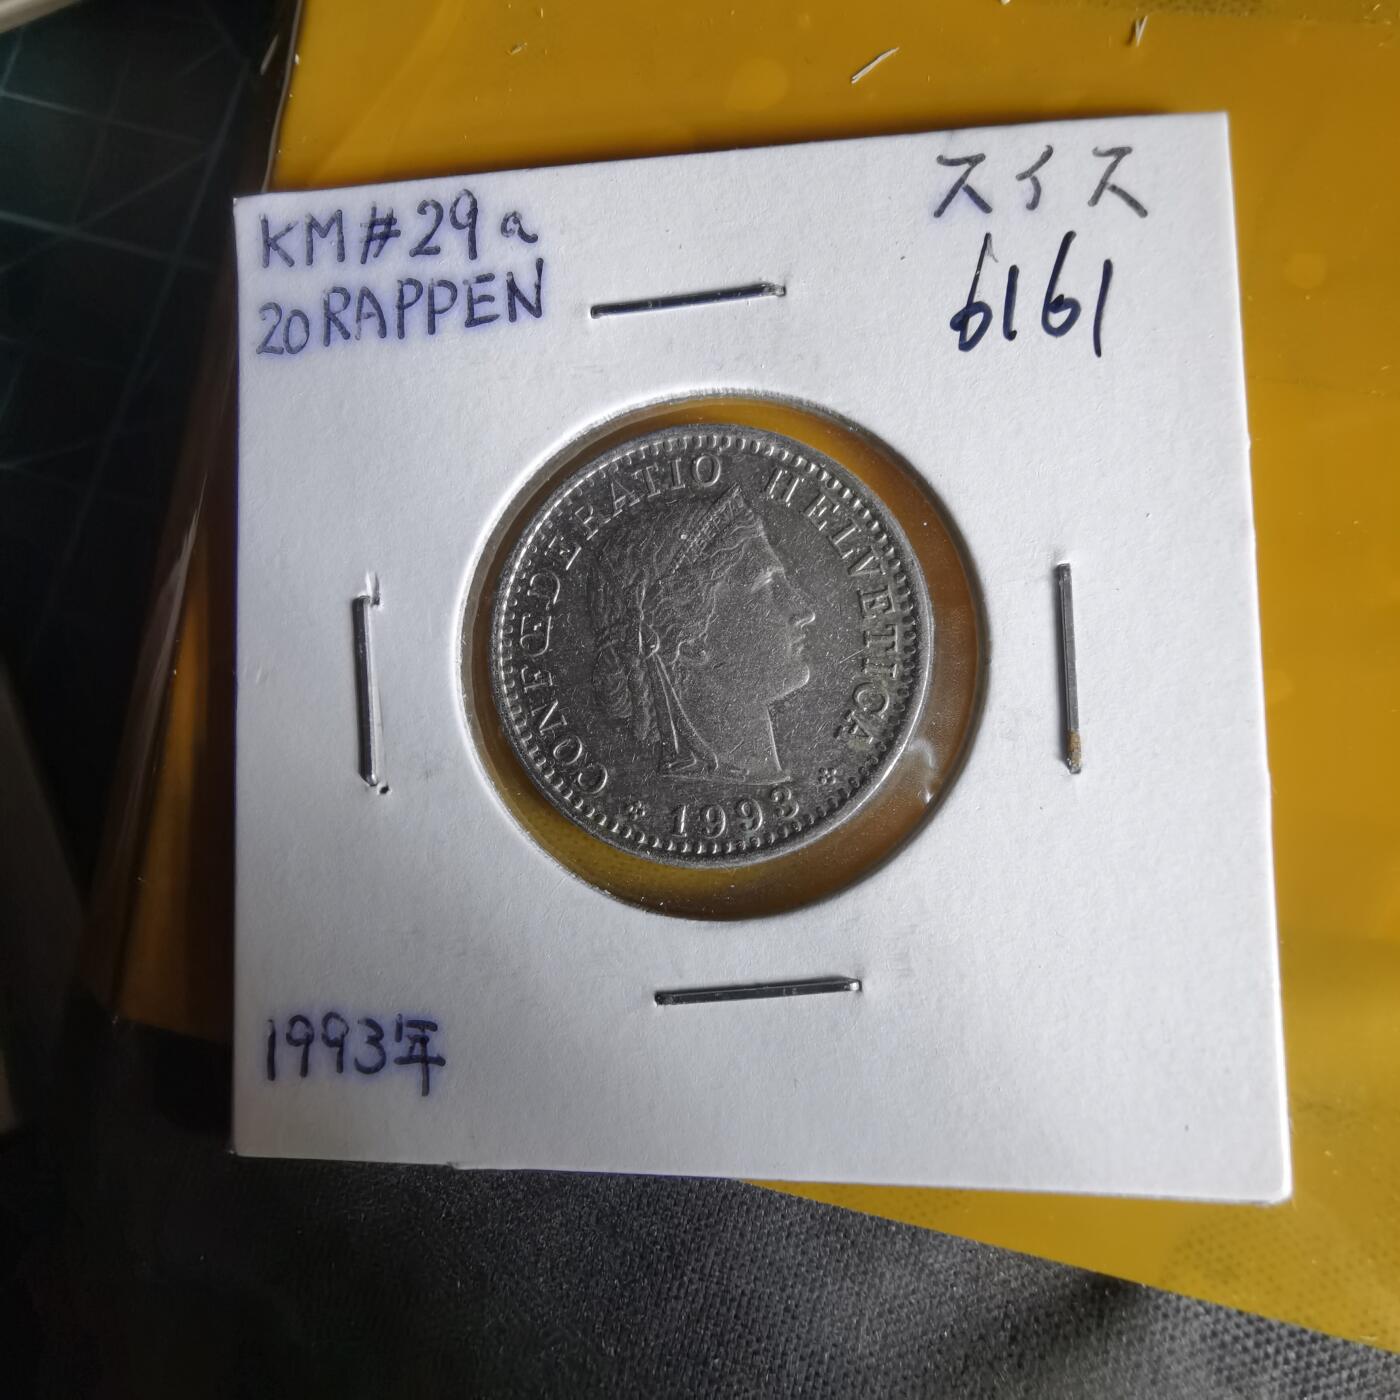 KM#29a
20RAPPEN
スイス
6161
CONFŒDERATIO HELVETICA
* 1993 *
1993年